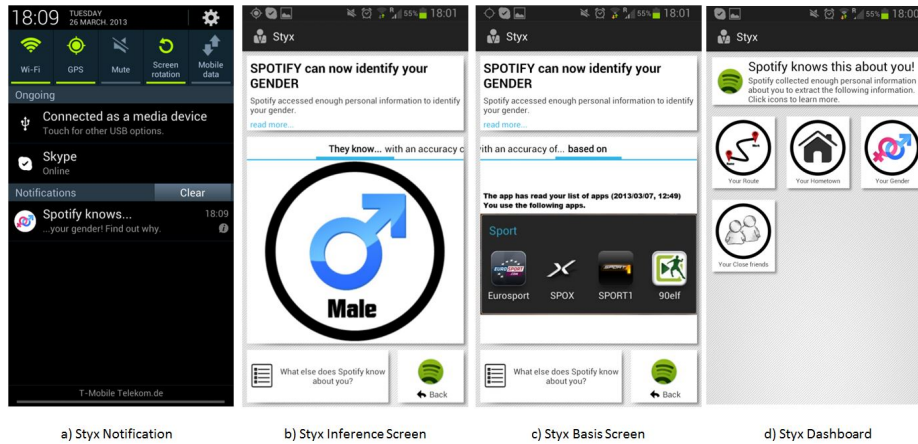 18:09 TUESDAY
26 MARCH. 2013
Wi-Fi GPS Mute Screen rotation Mobile data
Ongoing
Connected as a media device
Touch for other USB options.
Skype
Online
Notifications Clear
Spotify knows... 18:09
...your gender! Find out why.
T-Mobile Telekom.de
a) Styx Notification
R 55% 18:01
Styx
SPOTIFY can now identify your
GENDER
Spotify accessed enough personal information to identify
your gender.
read more...
They know... with an accuracy o
Male
What else does Spotify know
about you?
Back
b) Styx Inference Screen
R 55% 18:01
Styx
SPOTIFY can now identify your
GENDER
Spotify accessed enough personal information to identify
your gender.
read more...
with an accuracy of... based on
The app has read your list of apps (2013/03/07, 12:49)
You use the following apps.
Sport
EUROSPORT
.COM
SPORT1
Eurosport SPOX SPORT1 90elf
What else does Spotify know
about you?
Back
c) Styx Basis Screen
R 55% 18:00
Styx
Spotify knows this about you!
Spotify collected enough personal information
about you to extract the following information.
Click icons to learn more.
Your Route Your Hometown Your Gender
Your Close friends
d) Styx Dashboard